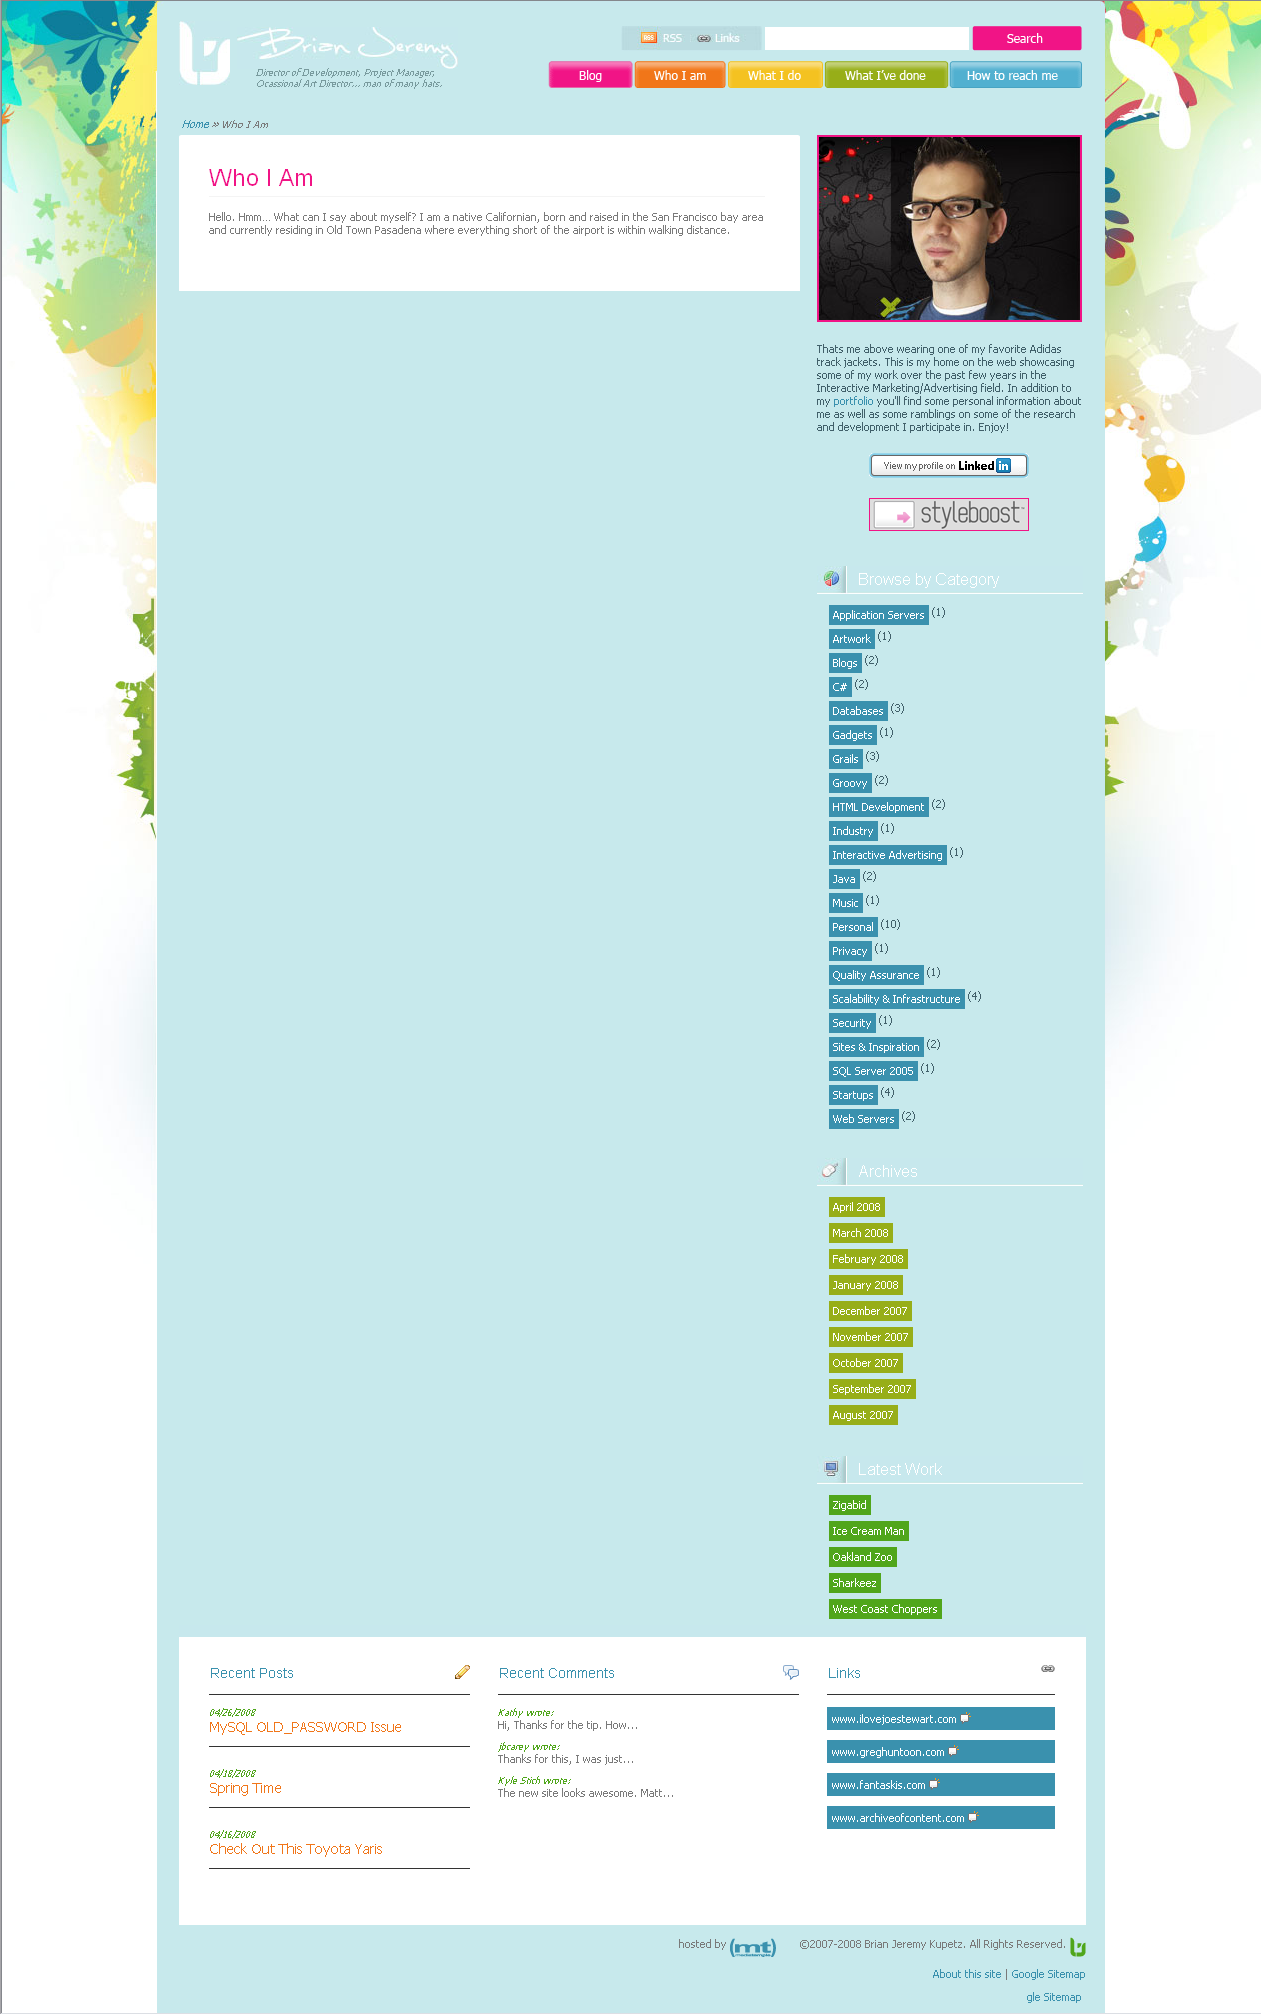 Brian Jeremy
Director of Development, Project Manager,
Ocassional Art Director... man of many hats.
RSS Links Search
Blog Who I am What I do What I've done How to reach me
Home » Who I Am
Who I Am
Hello. Hmm... What can I say about myself? I am a native Californian, born and raised in the San Francisco bay area
and currently residing in Old Town Pasadena where everything short of the airport is within walking distance.
Thats me above wearing one of my favorite Adidas
track jackets. This is my home on the web showcasing
some of my work over the past few years in the
Interactive Marketing/Advertising field. In addition to
my portfolio you'll find some personal information about
me as well as some ramblings on some of the research
and development I participate in. Enjoy!
View my profile on Linked in
styleboost
Browse by Category
Application Servers (1)
Artwork (1)
Blogs (2)
C# (2)
Databases (3)
Gadgets (1)
Grails (3)
Groovy (2)
HTML Development (2)
Industry (1)
Interactive Advertising (1)
Java (2)
Music (1)
Personal (10)
Privacy (1)
Quality Assurance (1)
Scalability & Infrastructure (4)
Security (1)
Sites & Inspiration (2)
SQL Server 2005 (1)
Startups (4)
Web Servers (2)
Archives
April 2008
March 2008
February 2008
January 2008
December 2007
November 2007
October 2007
September 2007
August 2007
Latest Work
Zigabid
Ice Cream Man
Oakland Zoo
Sharkeez
West Coast Choppers
Recent Posts
04/26/2008
MySQL OLD_PASSWORD Issue
04/18/2008
Spring Time
04/16/2008
Check Out This Toyota Yaris
Recent Comments
Kathy wrote:
Hi, Thanks for the tip. How...
jbcarey wrote:
Thanks for this, I was just...
Kyle Stich wrote:
The new site looks awesome. Matt...
Links
www.ilovejoestewart.com
www.greghuntoon.com
www.fantaskis.com
www.archiveofcontent.com
hosted by (mt) ©2007-2008 Brian Jeremy Kupetz. All Rights Reserved.
About this site | Google Sitemap
gle Sitemap